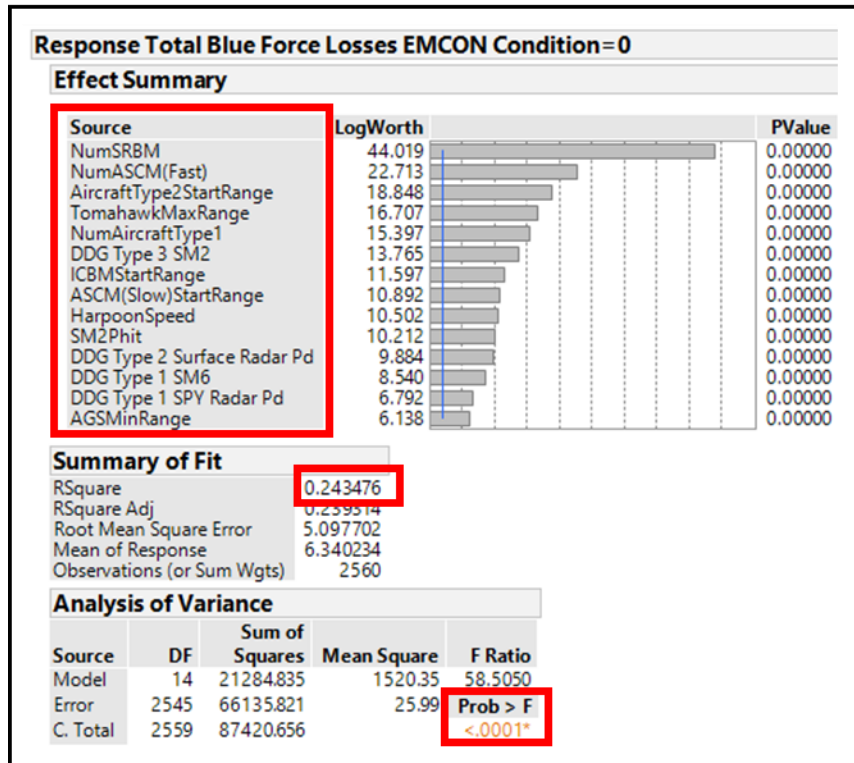 Response Total Blue Force Losses EMCON Condition=0
Effect Summary
Source LogWorth PValue
NumSRBM 44.019 0.00000
NumASCM(Fast) 22.713 0.00000
AircraftType2StartRange 18.848 0.00000
TomahawkMaxRange 16.707 0.00000
NumAircraftType1 15.397 0.00000
DDG Type 3 SM2 13.765 0.00000
ICBMStartRange 11.597 0.00000
ASCM(Slow)StartRange 10.892 0.00000
HarpoonSpeed 10.502 0.00000
SM2Phit 10.212 0.00000
DDG Type 2 Surface Radar Pd 9.884 0.00000
DDG Type 1 SM6 8.540 0.00000
DDG Type 1 SPY Radar Pd 6.792 0.00000
AGSMinRange 6.138 0.00000
Summary of Fit
RSquare 0.243476
RSquare Adj 0.239314
Root Mean Square Error 5.097702
Mean of Response 6.340234
Observations (or Sum Wgts) 2560
Analysis of Variance
Sum of
Source DF Squares Mean Square F Ratio
Model 14 21284.835 1520.35 58.5050
Error 2545 66135.821 25.99 Prob > F
C. Total 2559 87420.656 <.0001*